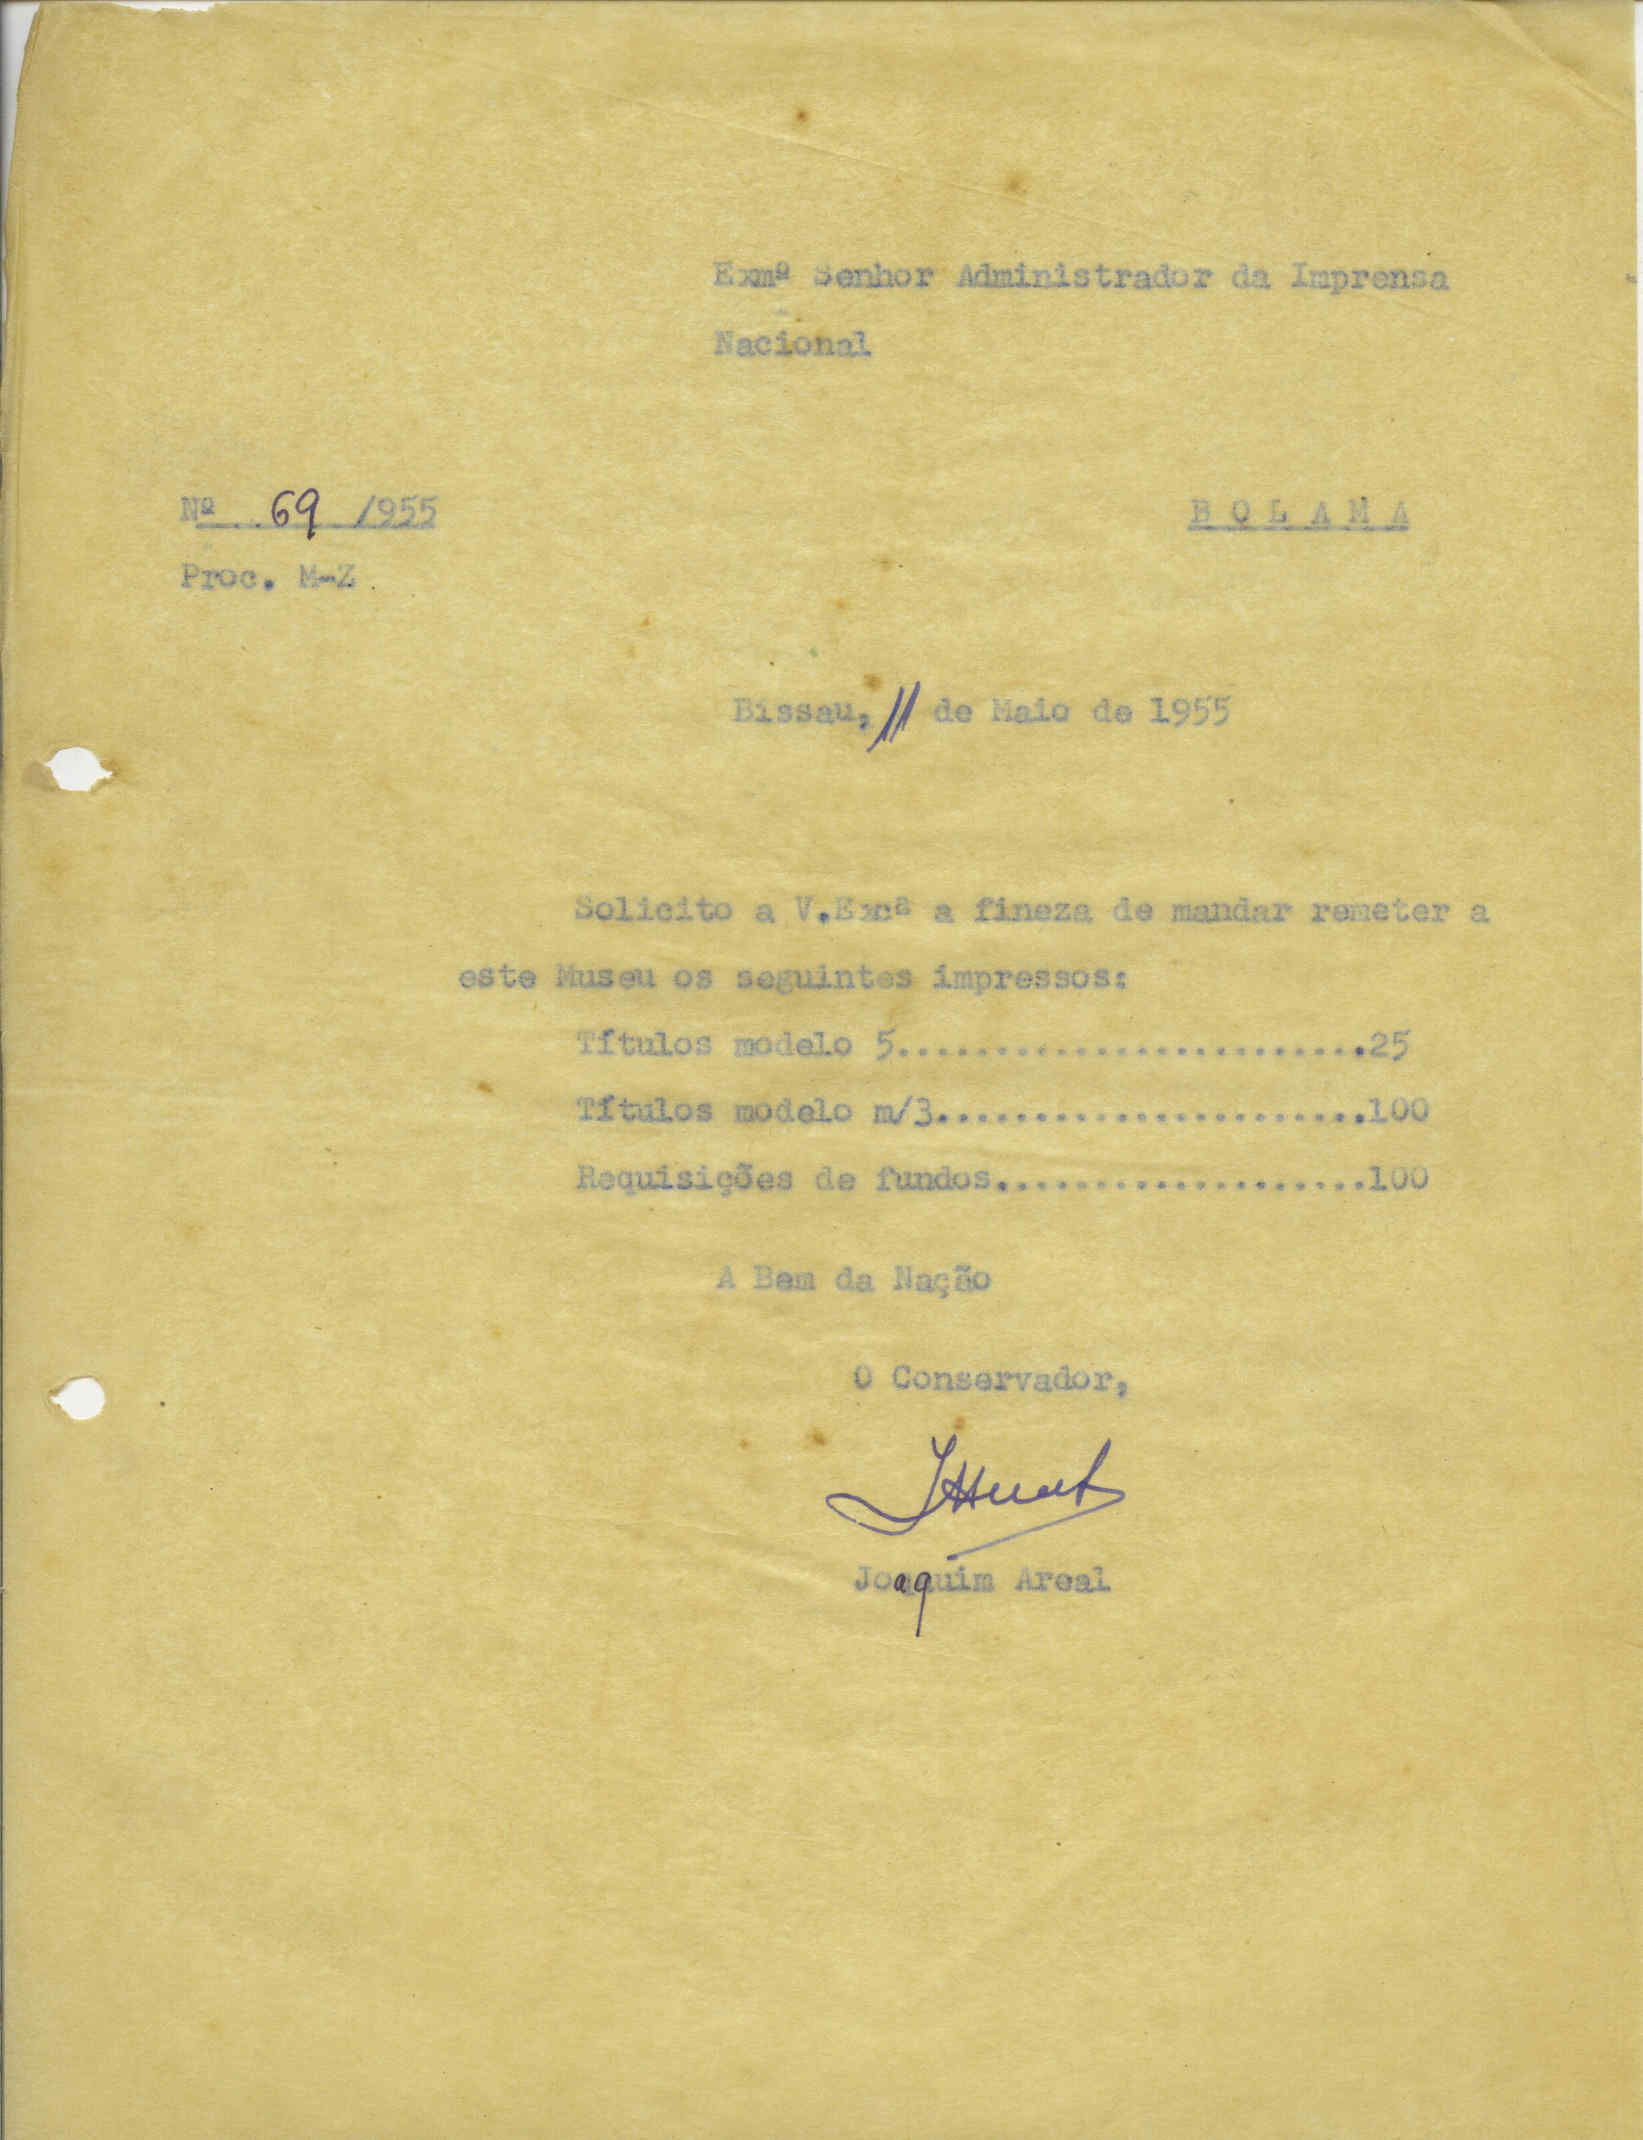 Exmº Senhor Administrador da Imprensa
Nacional
Nº 69 /955
BOLAMA
Proc. M-Z
Bissau, 11 de Maio de 1955
Solicito a V.Excª a fineza de mandar remeter a
este Museu os seguintes impressos:
Títulos modelo 5........................25
Títulos modelo m/3......................100
Requisições de fundos...................100
A Bem da Nação
O Conservador,
Joaquim Areal